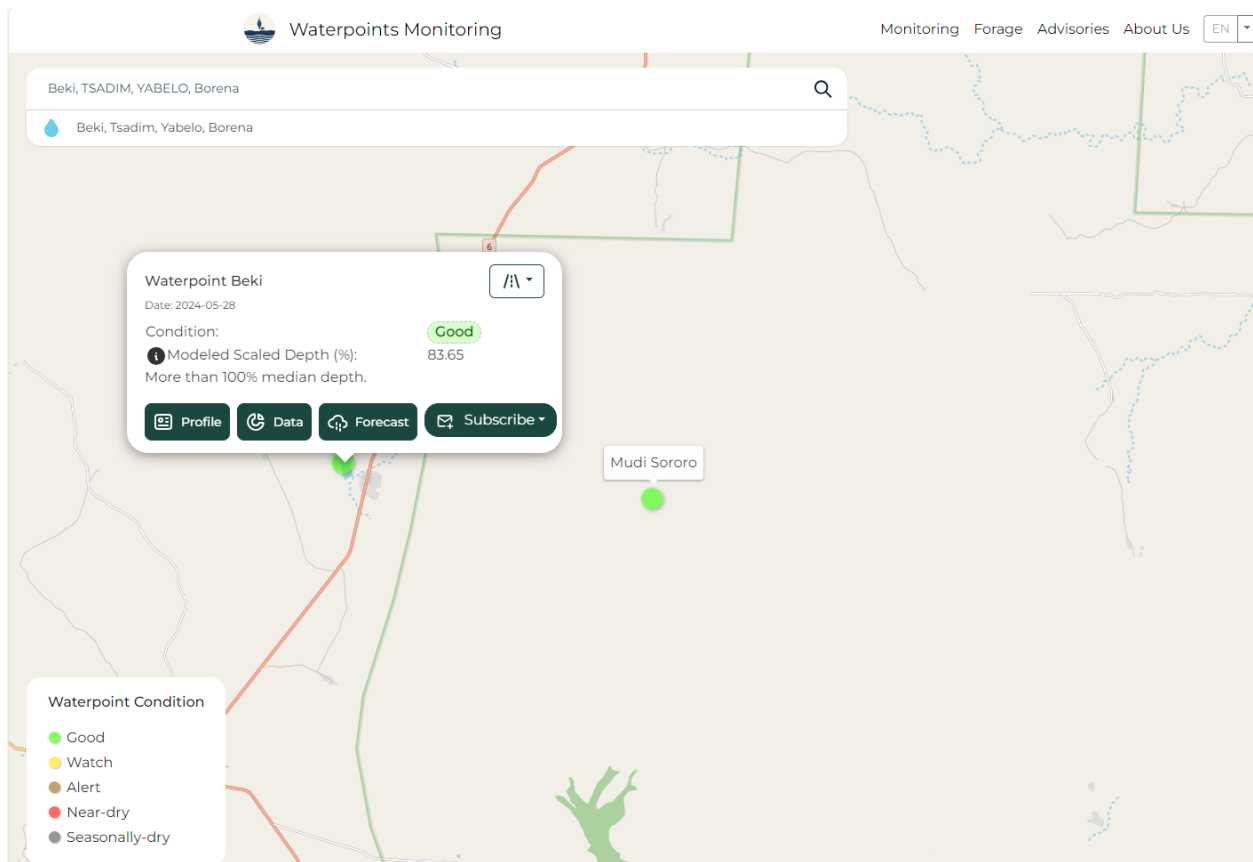 Waterpoints Monitoring
Monitoring Forage Advisories About Us EN
Beki, TSADIM, YABELO, Borena
Beki, Tsadim, Yabelo, Borena
6
Waterpoint Beki
Date: 2024-05-28
Condition: Good
Modeled Scaled Depth (%): 83.65
More than 100% median depth.
Profile Data Forecast Subscribe
Mudi Sororo
Waterpoint Condition
Good
Watch
Alert
Near-dry
Seasonally-dry